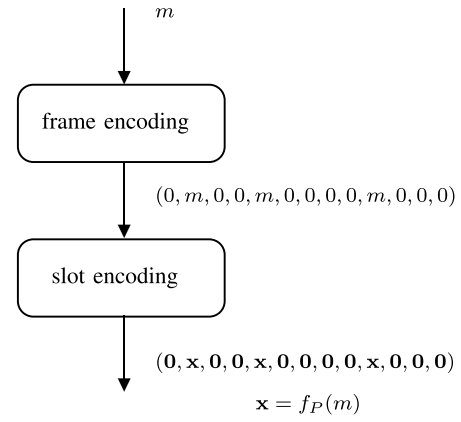 m
frame encoding
(0, m, 0, 0, m, 0, 0, 0, 0, m, 0, 0, 0)
slot encoding
(0, x, 0, 0, x, 0, 0, 0, 0, x, 0, 0, 0)
x = f_P(m)